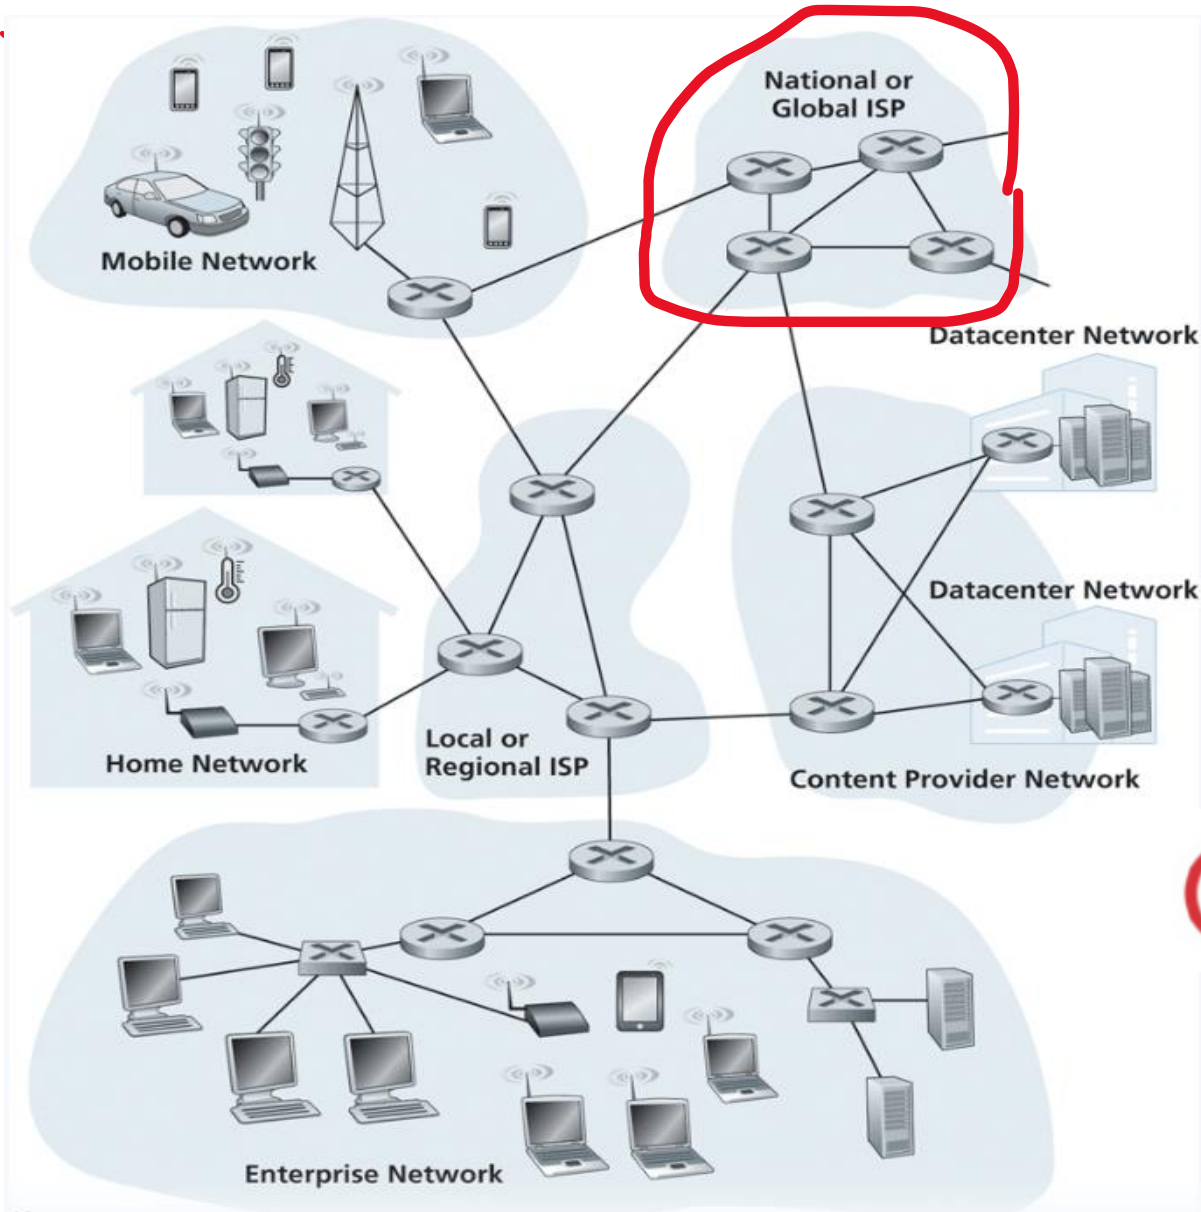 National or
Global ISP
Mobile Network
Datacenter Network
Datacenter Network
Home Network
Local or
Regional ISP
Content Provider Network
Enterprise Network